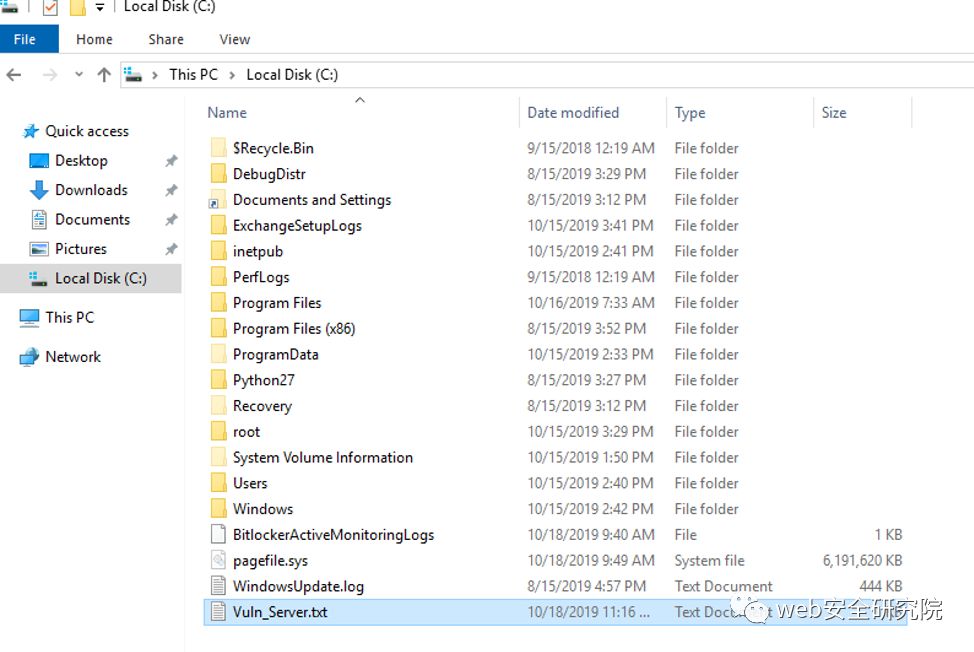 Local Disk (C:)
File Home Share View
This PC Local Disk (C:)
Name Date modified Type Size
Quick access
Desktop
Downloads
Documents
Pictures
Local Disk (C:)
This PC
Network
$Recycle.Bin 9/15/2018 12:19 AM File folder
DebugDistr 8/15/2019 3:29 PM File folder
Documents and Settings 8/15/2019 3:12 PM File folder
ExchangeSetupLogs 10/15/2019 3:41 PM File folder
inetpub 10/15/2019 2:41 PM File folder
PerfLogs 9/15/2018 12:19 AM File folder
Program Files 10/16/2019 7:33 AM File folder
Program Files (x86) 8/15/2019 3:52 PM File folder
ProgramData 10/15/2019 2:33 PM File folder
Python27 8/15/2019 3:27 PM File folder
Recovery 8/15/2019 3:12 PM File folder
root 10/15/2019 3:29 PM File folder
System Volume Information 10/15/2019 1:50 PM File folder
Users 10/15/2019 2:40 PM File folder
Windows 10/15/2019 2:42 PM File folder
BitlockerActiveMonitoringLogs 10/18/2019 9:40 AM File 1 KB
pagefile.sys 10/18/2019 9:49 AM System file 6,191,620 KB
WindowsUpdate.log 8/15/2019 4:57 PM Text Document 444 KB
Vuln_Server.txt 10/18/2019 11:16 ... Text
web安全研究院